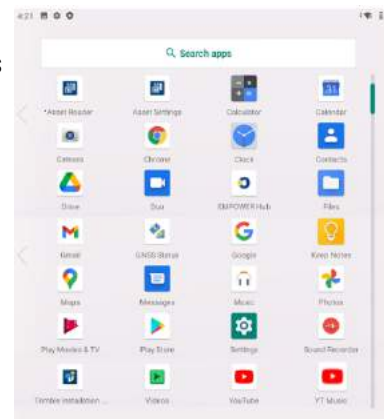 4:21
s
Search apps
*Asset Reader Asset Settings Calculator Calendar
Camera Chrome Clock Contacts
Drive Duo EMPOWER Hub Files
Gmail GNSS Status Google Keep Notes
Maps Messages Music Photos
Play Movies & TV Play Store Settings Sound Recorder
Trimble Installation ... Videos YouTube YT Music